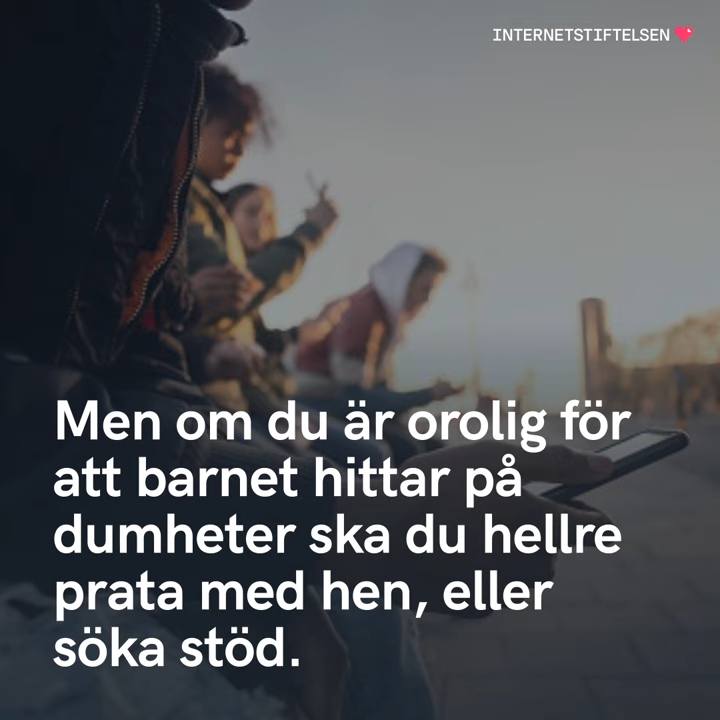 INTERNETSTIFTELSEN
Men om du är orolig för
att barnet hittar på
dumheter ska du hellre
prata med hen, eller
söka stöd.